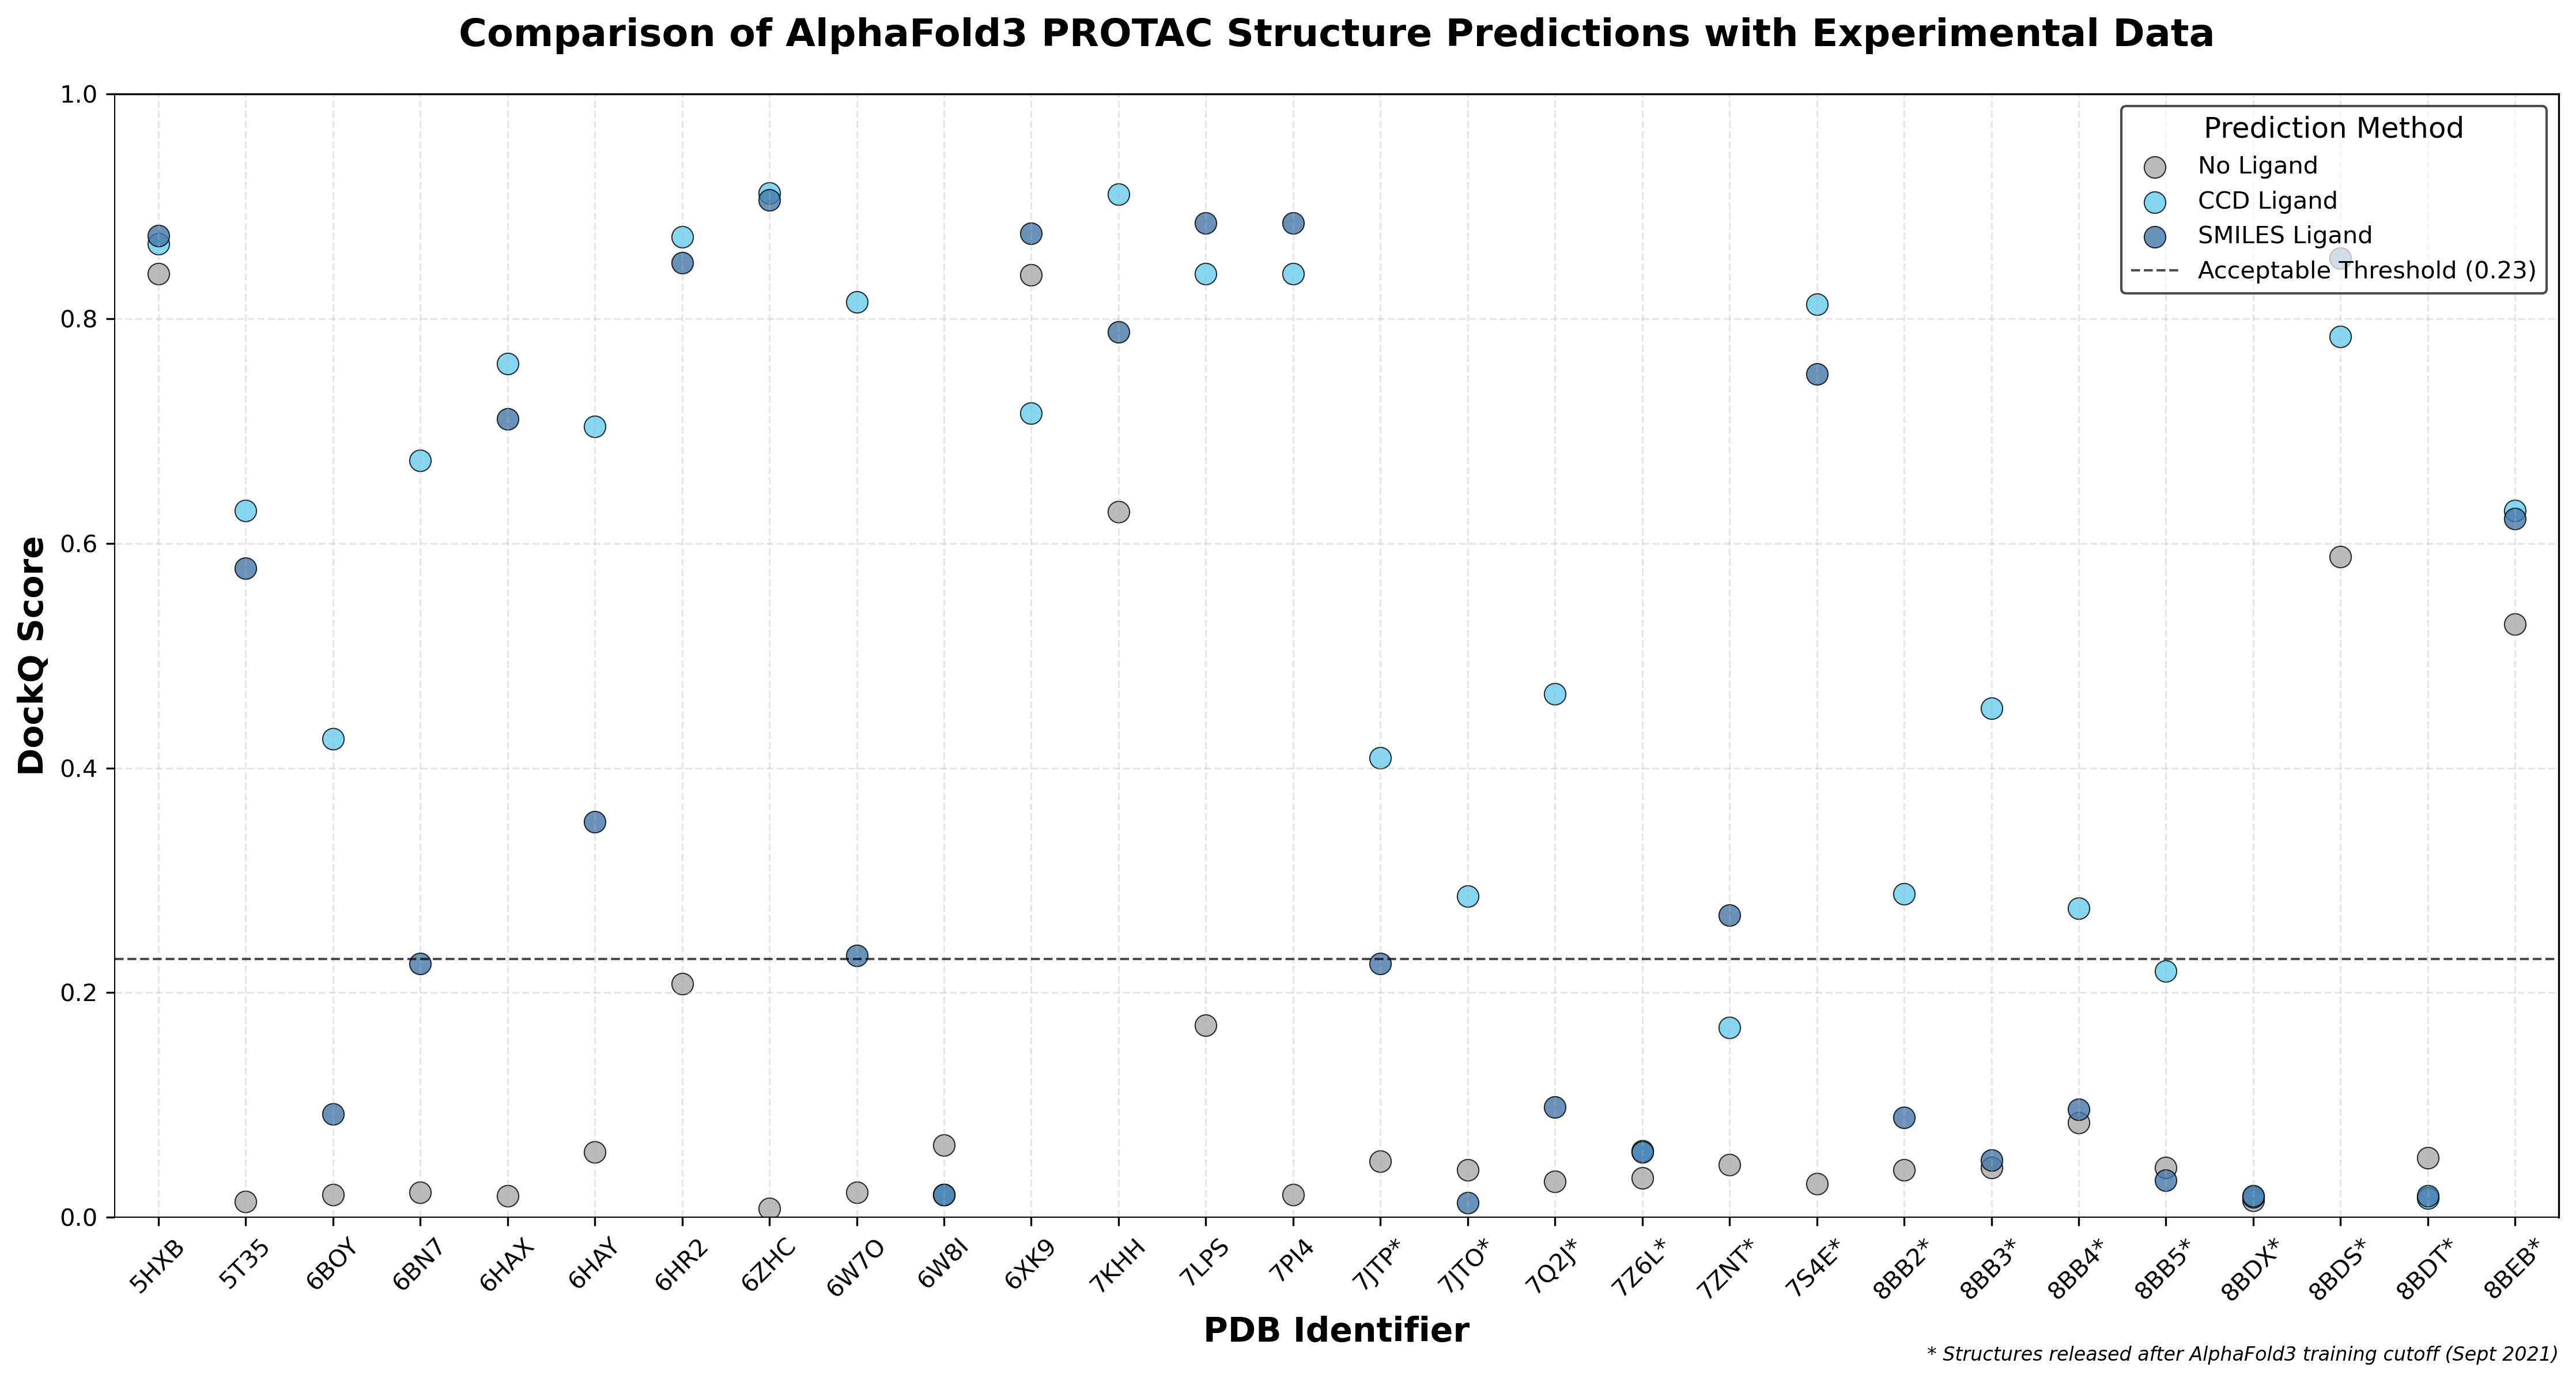 Comparison of AlphaFold3 PROTAC Structure Predictions with Experimental Data
DockQ Score
1.0
0.8
0.6
0.4
0.2
0.0
Prediction Method
No Ligand
CCD Ligand
SMILES Ligand
Acceptable Threshold (0.23)
5HXB
5T35
6BOY
6BN7
6HAX
6HAY
6HR2
6ZHC
6W7O
6W8I
6XK9
7KHH
7LPS
7PI4
7JTP*
7JTO*
7Q2J*
7Z6L*
7ZNT*
7S4E*
8BB2*
8BB3*
8BB4*
8BB5*
8BDX*
8BDS*
8BDT*
8BEB*
PDB Identifier
* Structures released after AlphaFold3 training cutoff (Sept 2021)